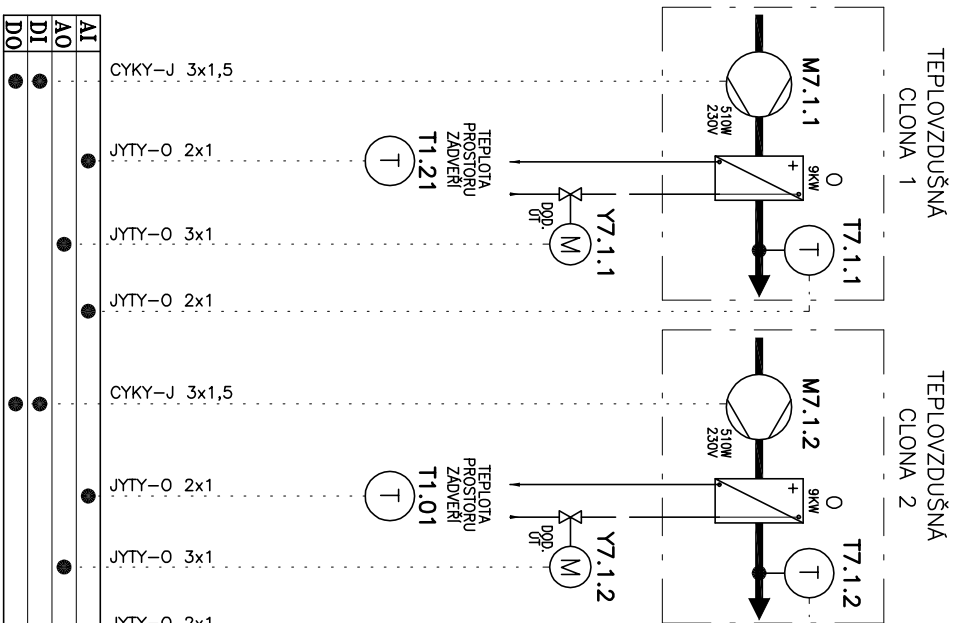 TEPLOVZDUŠNÁ
CLONA 1
M7.1.1
510W
230V
+
9KW
O
T7.1.1
T
Y7.1.1
M
DOD.
ÚT
TEPLOTA
PROSTORU
ZÁDVEŘÍ
T1.21
T
CYKY-J 3x1,5
JYTY-O 2x1
JYTY-O 3x1
JYTY-O 2x1
TEPLOVZDUŠNÁ
CLONA 2
M7.1.2
510W
230V
+
9KW
O
T7.1.2
T
Y7.1.2
M
DOD.
ÚT
TEPLOTA
PROSTORU
ZÁDVEŘÍ
T1.01
T
CYKY-J 3x1,5
JYTY-O 2x1
JYTY-O 3x1
JYTY-O 2x1
AI
AO
DI
DO